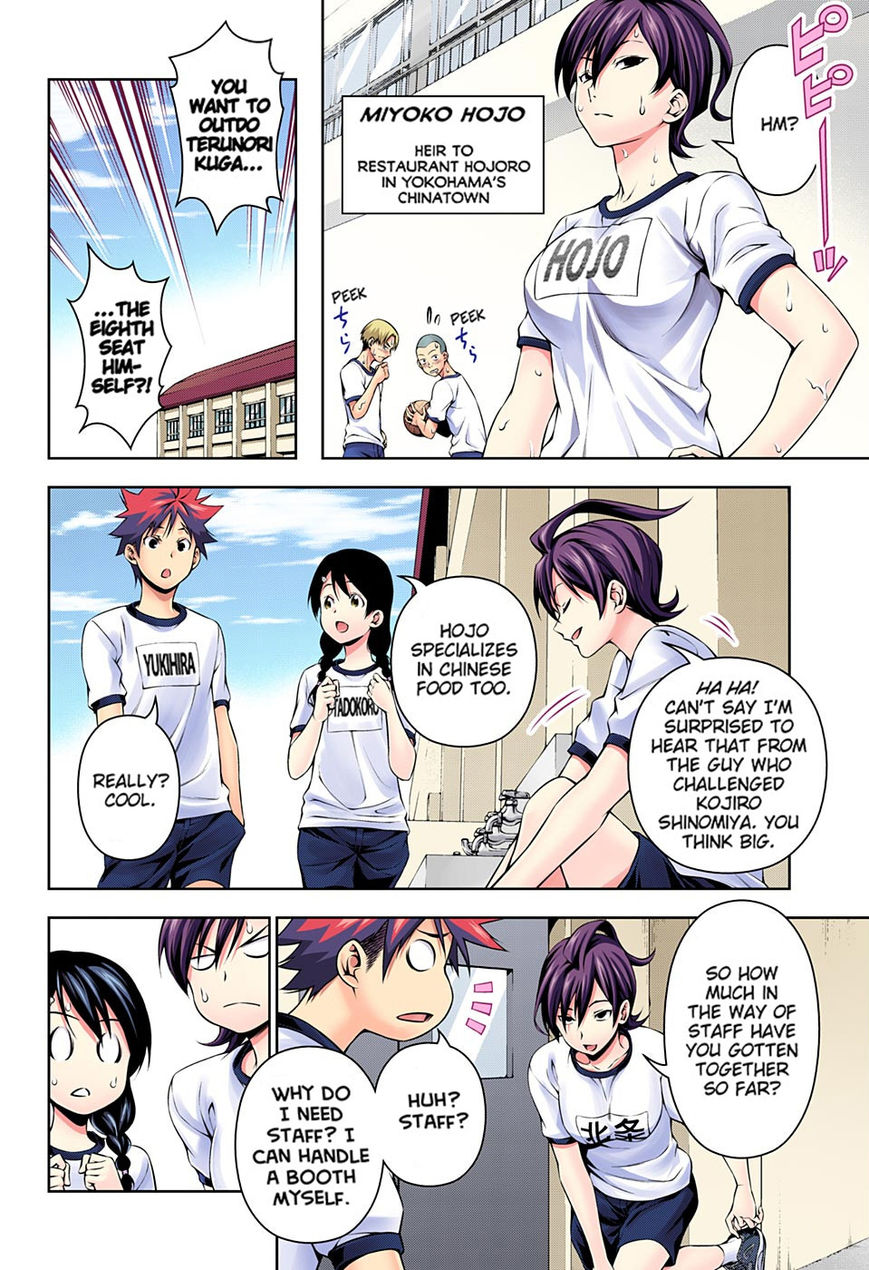 ピピーッ
HM?
MIYOKO HOJO
HEIR TO
RESTAURANT HOJORO
IN YOKOHAMA'S
CHINATOWN
HOJO
PEEK
ちら
PEEK
ちら
YOU
WANT TO
OUTDO
TERUNORI
KUGA...
...THE
EIGHTH
SEAT
HIM-
SELF?!
HA HA!
CAN'T SAY I'M
SURPRISED TO
HEAR THAT FROM
THE GUY WHO
CHALLENGED
KOJIRO
SHINOMIYA. YOU
THINK BIG.
HOJO
SPECIALIZES
IN CHINESE
FOOD TOO.
TADOKORO
YUKIHIRA
REALLY?
COOL.
SO HOW
MUCH IN
THE WAY OF
STAFF HAVE
YOU GOTTEN
TOGETHER
SO FAR?
北条
HUH?
STAFF?
WHY DO
I NEED
STAFF? I
CAN HANDLE
A BOOTH
MYSELF.